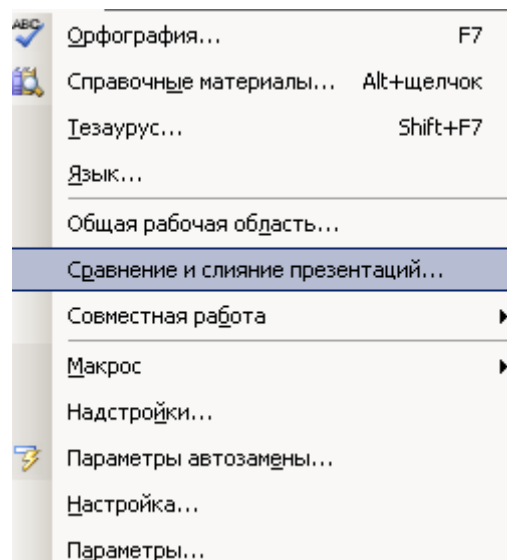 ABC
Орфография... F7
Справочные материалы... Alt+щелчок
Тезаурус... Shift+F7
Язык...
Общая рабочая область...
Сравнение и слияние презентаций...
Совместная работа
Макрос
Надстройки...
Параметры автозамены...
Настройка...
Параметры...